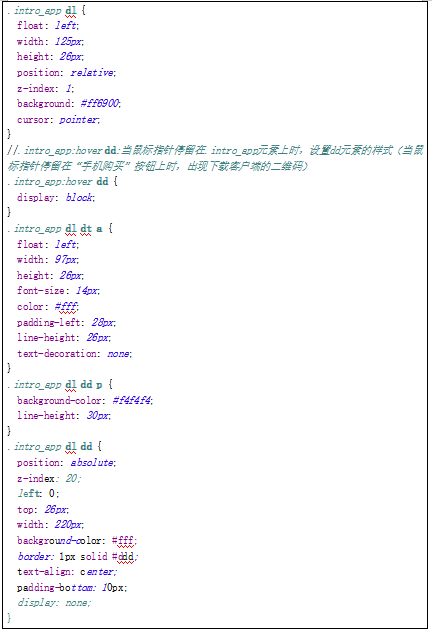 .intro_app dl {
float: left;
width: 125px;
height: 26px;
position: relative;
z-index: 1;
background: #ff6900;
cursor: pointer;
}
//.intro_app:hover dd:当鼠标指针停留在.intro_app元素上时，设置dd元素的样式（当鼠
标指针停留在“手机购买”按钮上时，出现下载客户端的二维码）
.intro_app:hover dd {
display: block;
}
.intro_app dl dt a {
float: left;
width: 97px;
height: 26px;
font-size: 14px;
color: #fff;
padding-left: 28px;
line-height: 26px;
text-decoration: none;
}
.intro_app dl dd p {
background-color: #f4f4f4;
line-height: 30px;
}
.intro_app dl dd {
position: absolute;
z-index: 20;
left: 0;
top: 26px;
width: 220px;
background-color: #fff;
border: 1px solid #ddd;
text-align: center;
padding-bottom: 10px;
display: none;
}